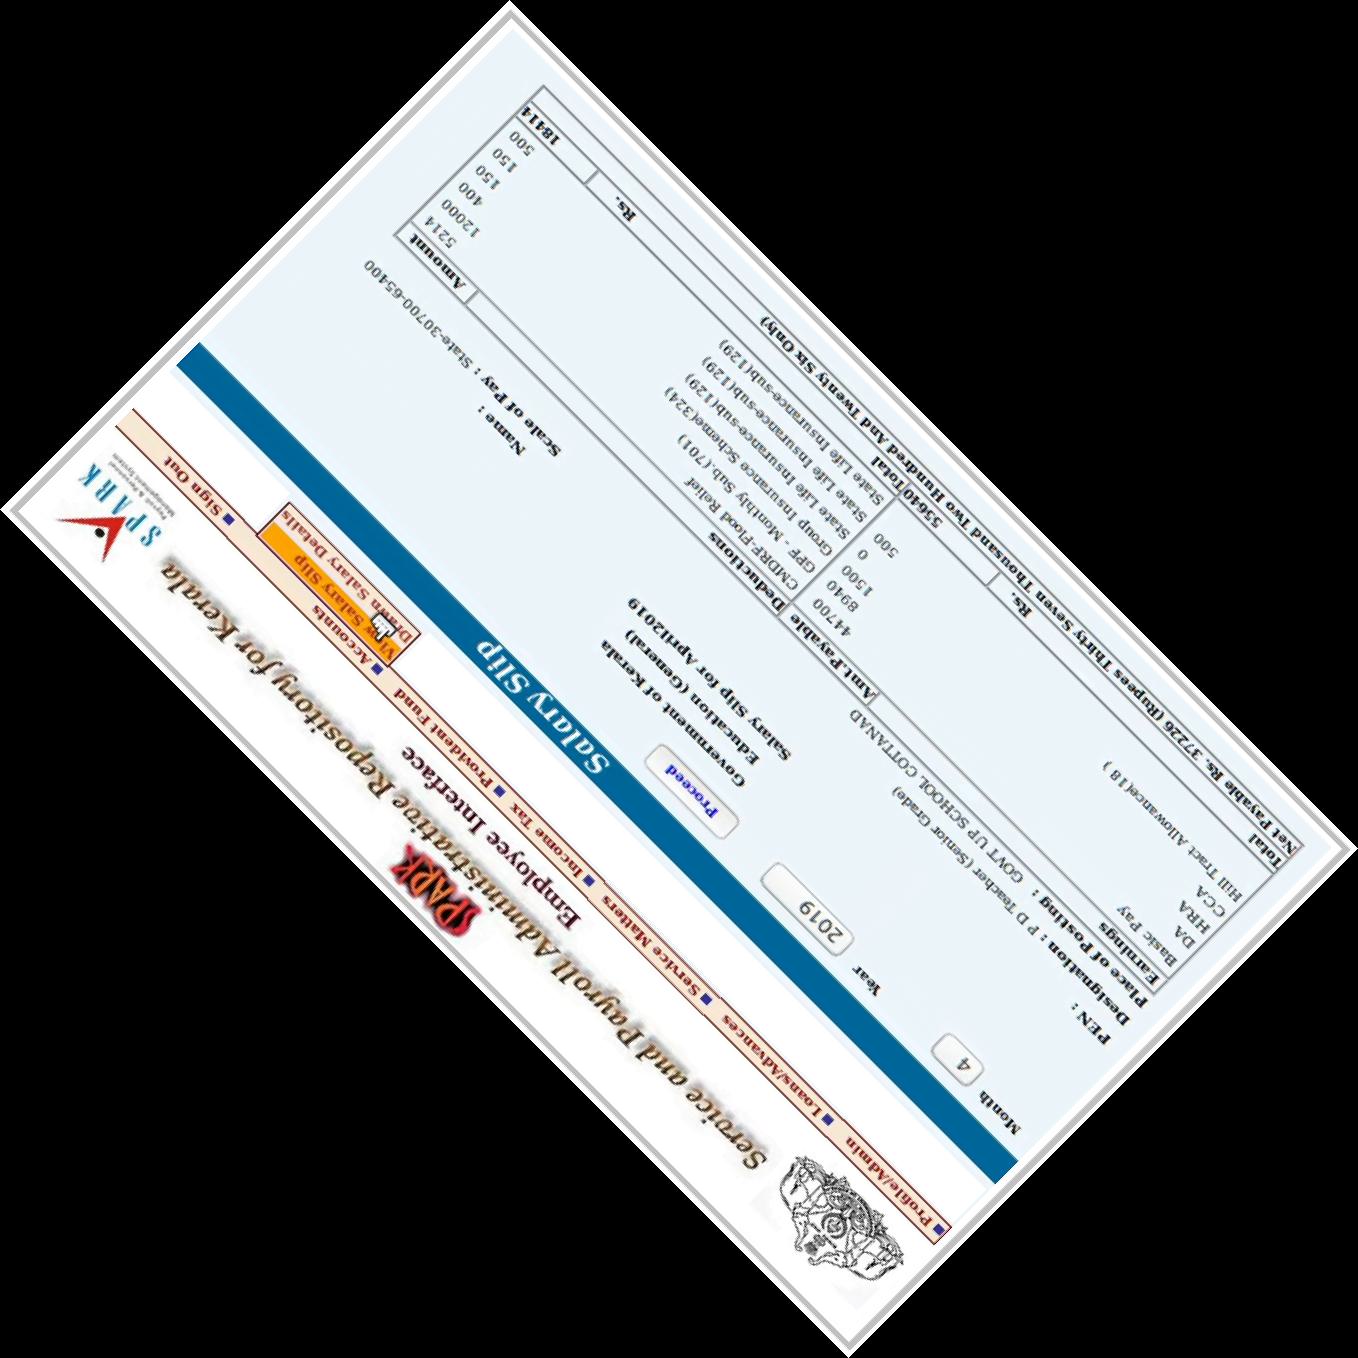 Service and Payroll Administrative Repository for Kerala
SPARK
Payroll & Personnel
Management System
SPARK
Employee Interface
Profile/Admin Loans/Advances Service Matters Income Tax Provident Fund Accounts Sign Out
View Salary Slip
Drawn Salary Details
Salary Slip
Month 4 Year 2019 Proceed
Government of Kerala
Education (General)
Salary Slip for April2019
PEN : Name :
Designation : P D Teacher (Senior Grade) Scale of Pay : State-30700-65400
Place of Posting : GOVT UP SCHOOL COTTANAD
Earnings Amt.Payable Deductions Amount
Basic Pay 44700 CMDRF-Flood Relief 5214
DA 8940 GPF - Monthly Sub.(701) 12000
HRA 1500 Group Insurance Scheme(324) 400
CCA 0 State Life Insurance-sub(129) 150
Hill Tract Allowance(18 ) 500 State Life Insurance-sub(129) 150
State Life Insurance-sub(129) 500
Total Rs. 55640 Total Rs. 18414
Net Payable Rs. 37226 (Rupees Thirty Seven Thousand Two Hundred And Twenty Six Only)